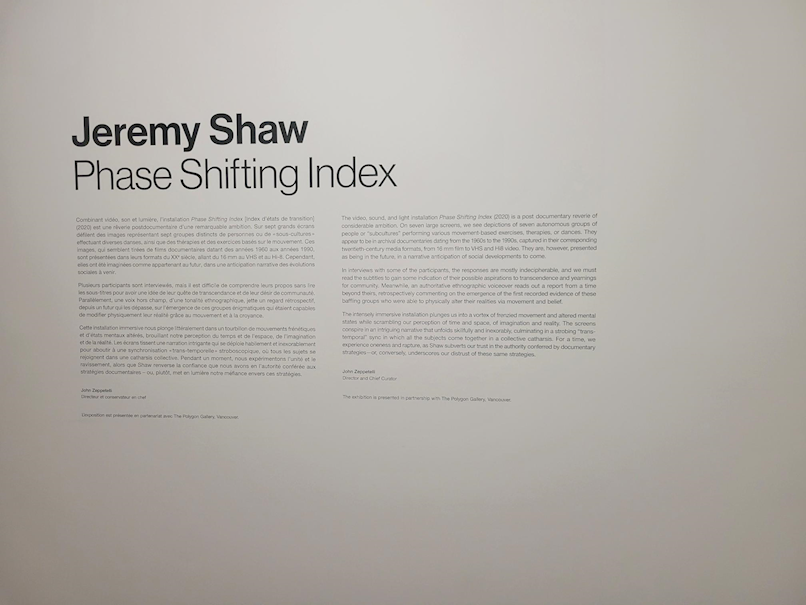 Jeremy Shaw
Phase Shifting Index
Combinant vidéo, son et lumière, l'installation Phase Shifting Index [Index d'états de transition]
(2020) est une rêverie postdocumentaire d'une remarquable ambition. Sur sept grands écrans
défilent des images représentant sept groupes distincts de personnes ou de « sous-cultures »
effectuant diverses danses, ainsi que des thérapies et des exercices basés sur le mouvement. Ces
images, qui semblent tirées de films documentaires datant des années 1960 aux années 1990,
sont présentées dans leurs formats du XXe siècle, allant du 16 mm au VHS et au Hi-8. Cependant,
elles ont été imaginées comme appartenant au futur, dans une anticipation narrative des évolutions
sociales à venir.
Plusieurs participants sont interviewés, mais il est difficile de comprendre leurs propos sans lire
les sous-titres pour avoir une idée de leur quête de transcendance et de leur désir de communauté.
Parallèlement, une voix hors champ, d'une tonalité ethnographique, jette un regard rétrospectif,
depuis un futur qui les dépasse, sur l'émergence de ces groupes énigmatiques qui étaient capables
de modifier physiquement leur réalité grâce au mouvement et à la croyance.
Cette installation immersive nous plonge littéralement dans un tourbillon de mouvements frénétiques
et d'états mentaux altérés, brouillant notre perception du temps et de l'espace, de l'imagination
et de la réalité. Les écrans tissent une narration intrigante qui se déploie habilement et inexorablement
pour aboutir à une synchronisation « trans-temporelle » stroboscopique, où tous les sujets se
rejoignent dans une catharsis collective. Pendant un moment, nous expérimentons l'unité et le
ravissement, alors que Shaw renverse la confiance que nous avons en l'autorité conférée aux
stratégies documentaires – ou, plutôt, met en lumière notre méfiance envers ces stratégies.
John Zeppetelli
Directeur et conservateur en chef
L'exposition est présentée en partenariat avec The Polygon Gallery, Vancouver.
The video, sound, and light installation Phase Shifting Index (2020) is a post documentary reverie of
considerable ambition. On seven large screens, we see depictions of seven autonomous groups of
people or "subcultures" performing various movement-based exercises, therapies, or dances. They
appear to be in archival documentaries dating from the 1960s to the 1990s, captured in their corresponding
twentieth-century media formats, from 16 mm film to VHS and Hi8 video. They are, however, presented
as being in the future, in a narrative anticipation of social developments to come.
In interviews with some of the participants, the responses are mostly indecipherable, and we must
read the subtitles to gain some indication of their possible aspirations to transcendence and yearnings
for community. Meanwhile, an authoritative ethnographic voiceover reads out a report from a time
beyond theirs, retrospectively commenting on the emergence of the first recorded evidence of these
baffling groups who were able to physically alter their realities via movement and belief.
The intensely immersive installation plunges us into a vortex of frenzied movement and altered mental
states while scrambling our perception of time and space, of imagination and reality. The screens
conspire in an intriguing narrative that unfolds skilfully and inexorably, culminating in a strobing "trans-
temporal" sync in which all the subjects come together in a collective catharsis. For a time, we
experience oneness and rapture, as Shaw subverts our trust in the authority conferred by documentary
strategies—or, conversely, underscores our distrust of these same strategies.
John Zeppetelli
Director and Chief Curator
The exhibition is presented in partnership with The Polygon Gallery, Vancouver.